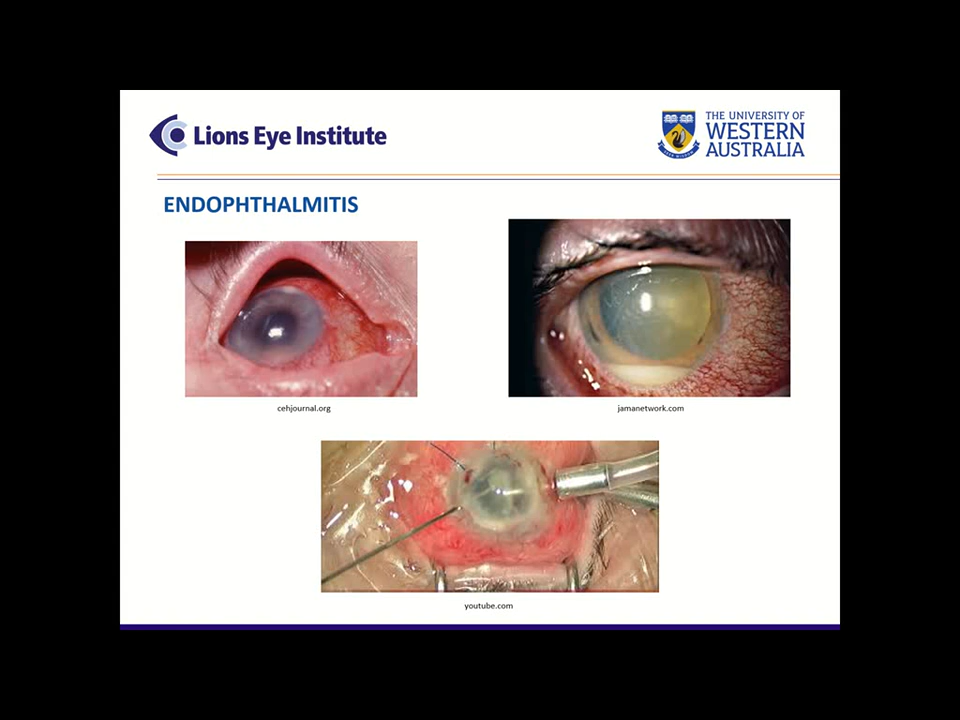 Lions Eye Institute
THE UNIVERSITY OF
WESTERN
AUSTRALIA
ENDOPHTHALMITIS
cehjournal.org
jamanetwork.com
youtube.com